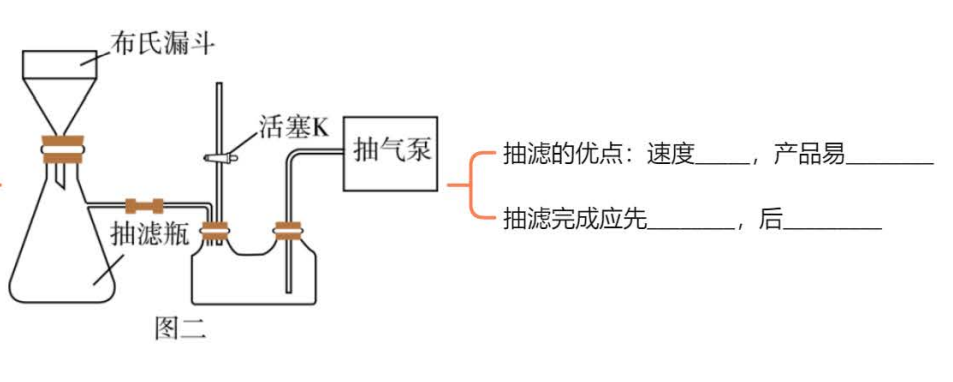 布氏漏斗
活塞K
抽气泵
抽滤的优点：速度_____，产品易________
抽滤完成应先________，后_________
抽滤瓶
图二